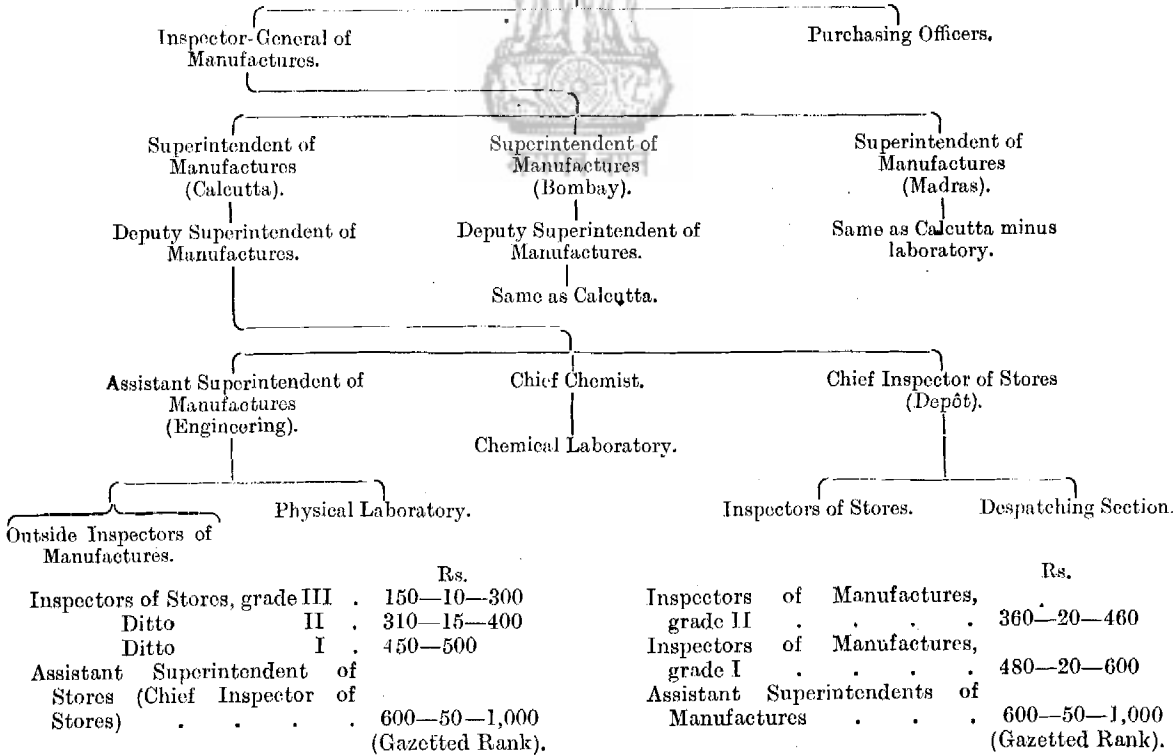 Inspector-General of
Manufactures.
Purchasing Officers.
Superintendent of
Manufactures
(Calcutta).
Superintendent of
Manufactures
(Bombay).
Superintendent of
Manufactures
(Madras).
Deputy Superintendent of
Manufactures.
Deputy Superintendent of
Manufactures.
Same as Calcutta minus
laboratory.
Same as Calcutta.
Assistant Superintendent of
Manufactures
(Engineering).
Chief Chemist.
Chief Inspector of Stores
(Depôt).
Chemical Laboratory.
Outside Inspectors of
Manufactures.
Physical Laboratory.
Inspectors of Stores.
Despatching Section.
Rs.
Inspectors of Stores, grade III . 150—10—300
Ditto II . 310—15—400
Ditto I . 450—500
Assistant Superintendent of
Stores (Chief Inspector of
Stores) . . . . 600—50—1,000
(Gazetted Rank).
Rs.
Inspectors of Manufactures,
grade II . . . . 360—20—460
Inspectors of Manufactures,
grade I . . . . 480—20—600
Assistant Superintendents of
Manufactures . . . 600—50—1,000
(Gazetted Rank).